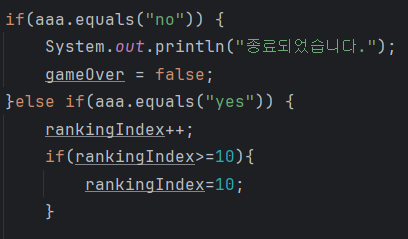 if(aaa.equals("no")) {
    System.out.println("종료되었습니다.");
    gameOver = false;
}else if(aaa.equals("yes")) {
    rankingIndex++;
    if(rankingIndex>=10){
        rankingIndex=10;
    }